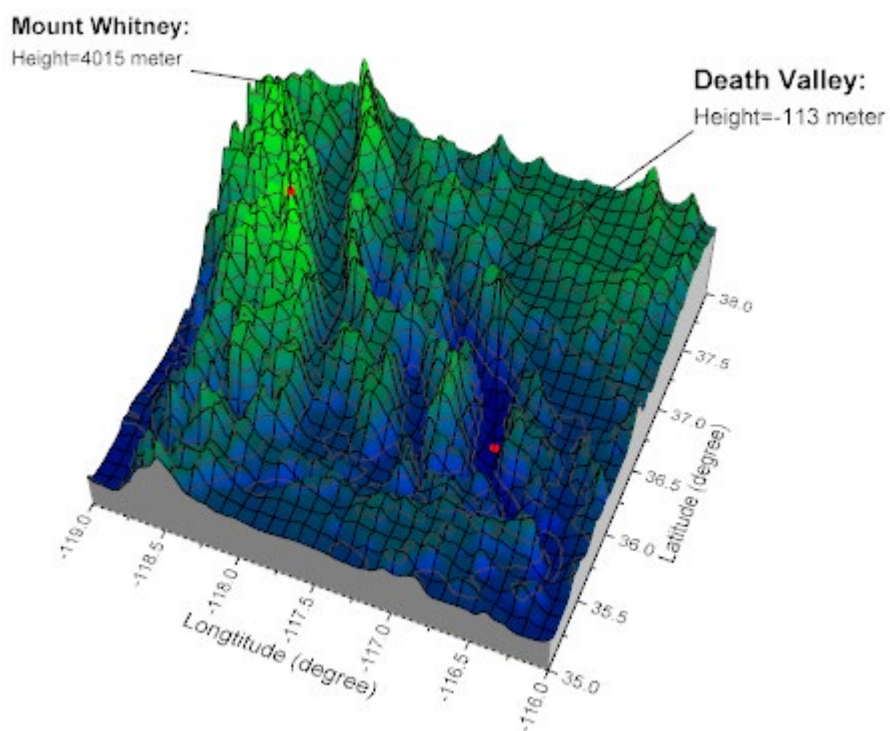 Mount Whitney:
Height=4015 meter
Death Valley:
Height=-113 meter
38.0
37.5
37.0
36.5
36.0
35.5
35.0
Latitude (degree)
-119.0
-118.5
-118.0
-117.5
-117.0
-116.5
-116.0
Longtitude (degree)